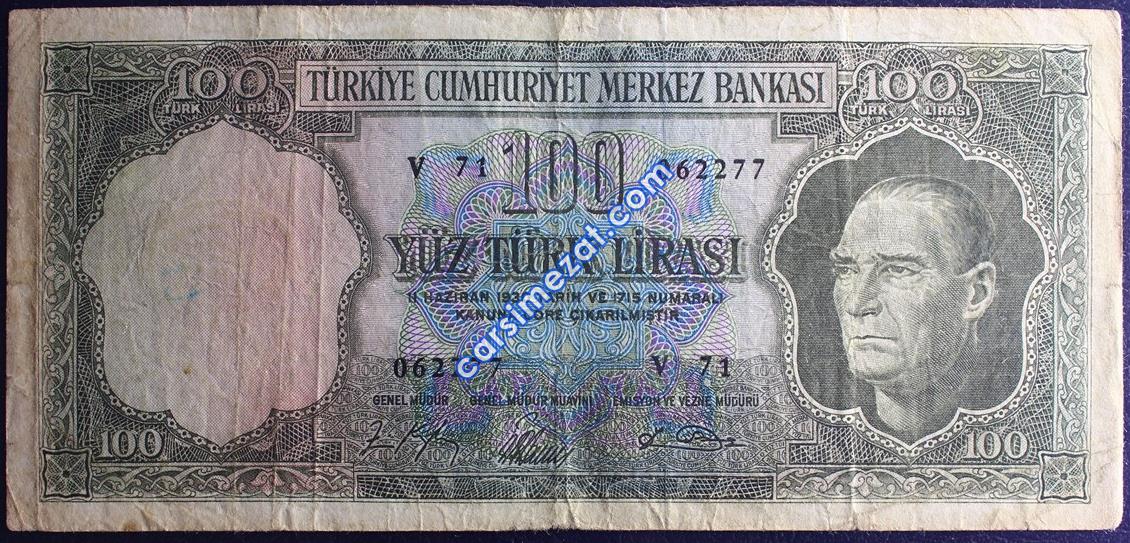 100 TÜRK LİRASI
TÜRKİYE CUMHURİYET MERKEZ BANKASI
100 TÜRK LİRASI
V 71 100 062277
YÜZ TÜRK LİRASI
11 HAZİRAN TARİH VE 1715 NUMARALI
KANUNA GÖRE ÇIKARILMIŞTIR
062277 V 71
GENEL MÜDÜR GENEL MÜDÜR MUAVİNİ EMİSYON VE VEZNE MÜDÜRÜ
100 100
carsimezat.com